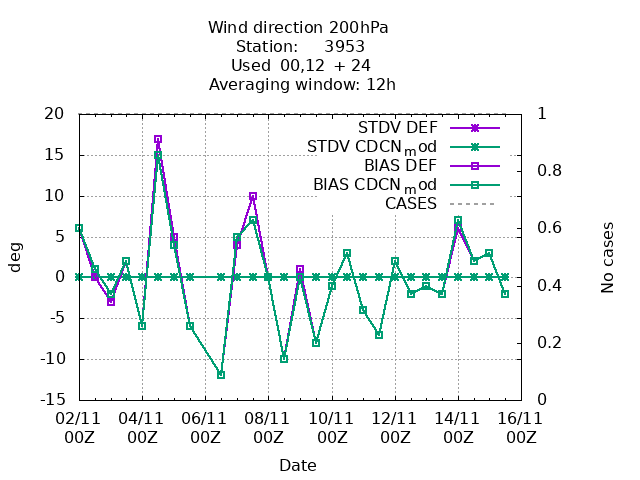 Wind direction 200hPa
Station: 3953
Used 00,12 + 24
Averaging window: 12h
STDV DEF
STDV CDCNmod
BIAS DEF
BIAS CDCNmod
CASES
20
15
10
5
0
-5
-10
-15
deg
1
0.8
0.6
0.4
0.2
0
No cases
02/11 04/11 06/11 08/11 10/11 12/11 14/11 16/11
00Z 00Z 00Z 00Z 00Z 00Z 00Z 00Z
Date